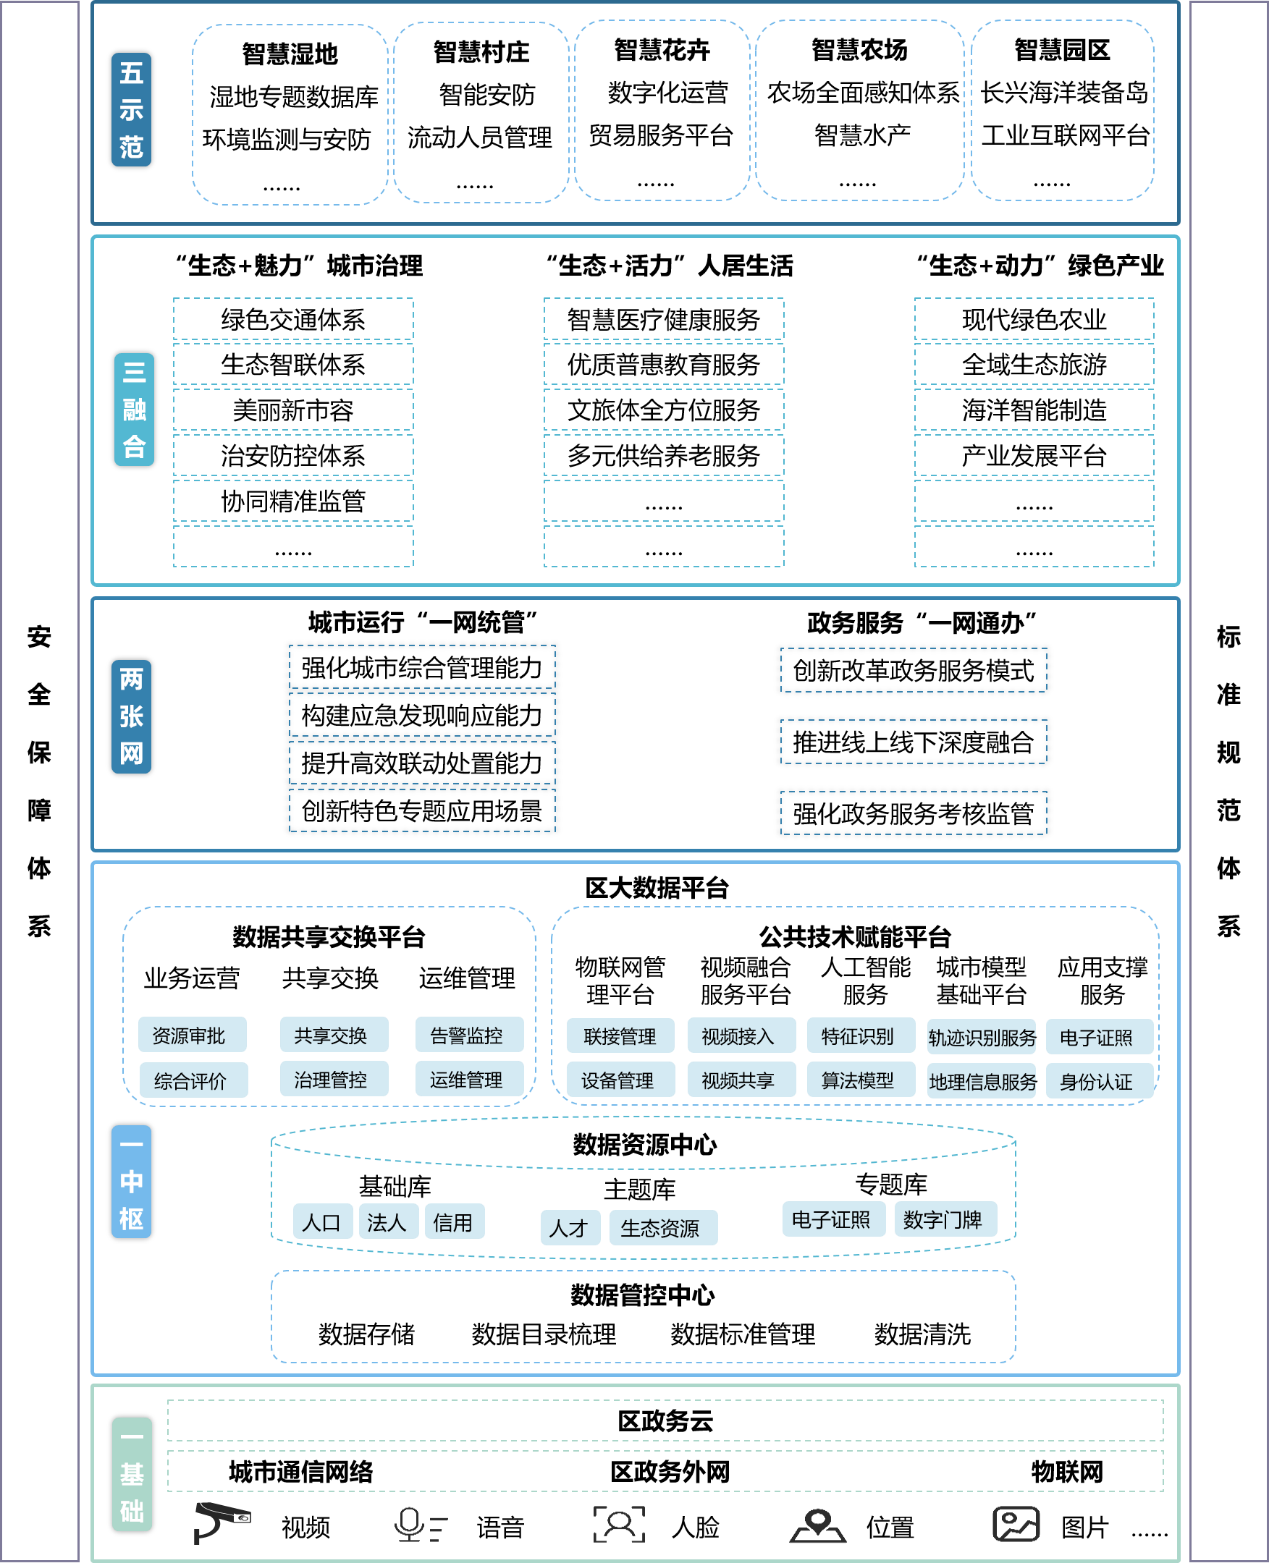 安全保障体系
标准规范体系
五示范
智慧湿地
湿地专题数据库
环境监测与安防
......
智慧村庄
智能安防
流动人员管理
......
智慧花卉
数字化运营
贸易服务平台
......
智慧农场
农场全面感知体系
智慧水产
......
智慧园区
长兴海洋装备岛
工业互联网平台
......
三融合
“生态+魅力”城市治理
绿色交通体系
生态智联体系
美丽新市容
治安防控体系
协同精准监管
......
“生态+活力”人居生活
智慧医疗健康服务
优质普惠教育服务
文旅体全方位服务
多元供给养老服务
......
......
“生态+动力”绿色产业
现代绿色农业
全域生态旅游
海洋智能制造
产业发展平台
......
......
两张网
城市运行“一网统管”
强化城市综合管理能力
构建应急发现响应能力
提升高效联动处置能力
创新特色专题应用场景
政务服务“一网通办”
创新改革政务服务模式
推进线上线下深度融合
强化政务服务考核监管
一中枢
区大数据平台
数据共享交换平台
业务运营
资源审批
综合评价
共享交换
共享交换
治理管控
运维管理
告警监控
运维管理
公共技术赋能平台
物联网管
理平台
联接管理
设备管理
视频融合
服务平台
视频接入
视频共享
人工智能
服务
特征识别
算法模型
城市模型
基础平台
轨迹识别服务
地理信息服务
应用支撑
服务
电子证照
身份认证
数据资源中心
基础库
人口
法人
信用
主题库
人才
生态资源
专题库
电子证照
数字门牌
数据管控中心
数据存储
数据目录梳理
数据标准管理
数据清洗
一基础
区政务云
城市通信网络
区政务外网
物联网
视频
语音
人脸
位置
图片
......